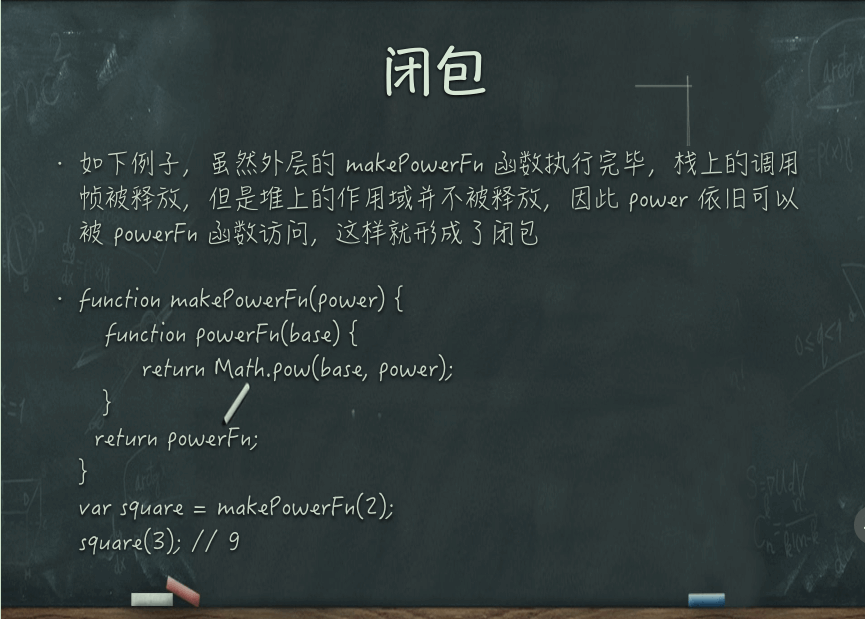 闭包
· 如下例子，虽然外层的 makePowerFn 函数执行完毕，栈上的调用
帧被释放，但是堆上的作用域并不被释放，因此 power 依旧可以
被 powerFn 函数访问，这样就形成了闭包
· function makePowerFn(power) {
function powerFn(base) {
return Math.pow(base, power);
}
return powerFn;
}
var square = makePowerFn(2);
square(3); // 9